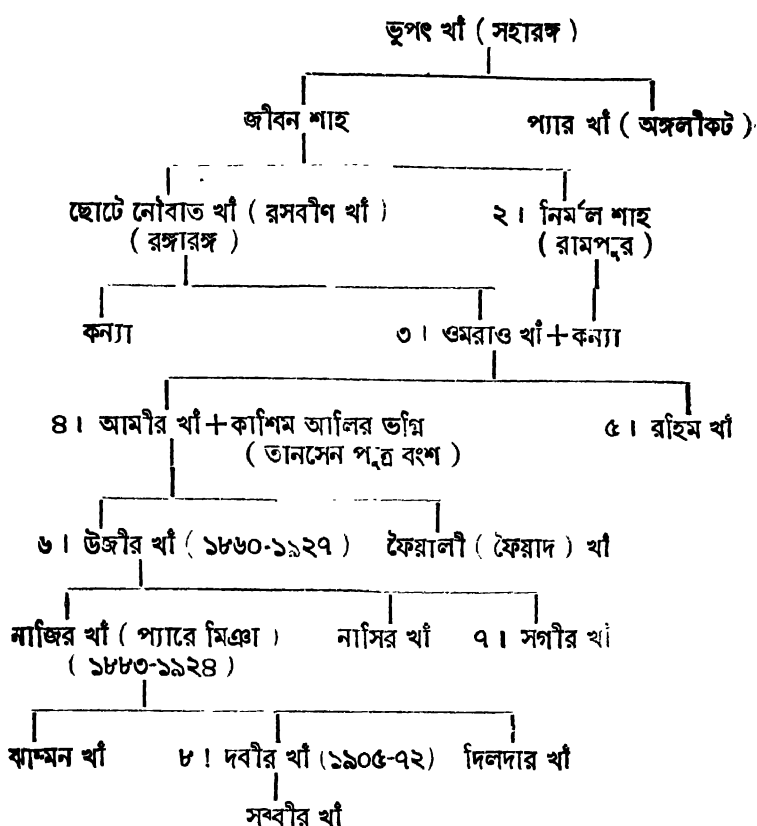 ভুপৎ খাঁ ( সহারঙ্গ )
জীবন শাহ প্যার খাঁ ( অঙ্গলীকট )
ছোটে নৌবাত খাঁ ( রসবীণ খাঁ ) ২। নির্মল শাহ
( রঙ্গারঙ্গ ) ( রামপুর )
কন্যা ৩। ওমরাও খাঁ+কন্যা
৪। আমীর খাঁ+কাশিম আলির ভগ্নি ৫। রহিম খাঁ
( তানসেন পুত্র বংশ )
৬। উজীর খাঁ ( ১৮৬০-১৯২৭ ) ফৈয়ালী ( ফৈয়াদ ) খাঁ
নাজির খাঁ ( প্যারে মিঞা ) নাসির খাঁ ৭। সগীর খাঁ
( ১৮৮৩-১৯২৪ )
ঝাম্মন খাঁ ৮! দবীর খাঁ (১৯০৫-৭২) দিলদার খাঁ
সব্বীর খাঁ